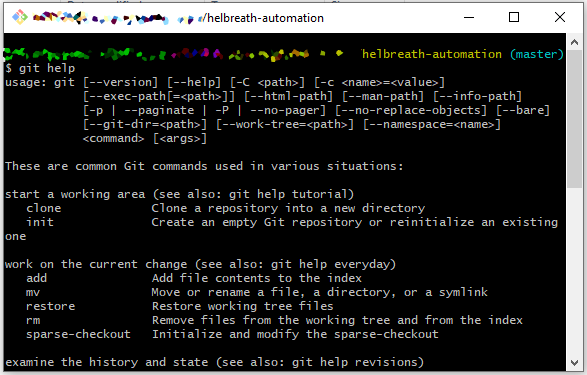 /helbreath-automation
helbreath-automation (master)
$ git help
usage: git [--version] [--help] [-C <path>] [-c <name>=<value>]
[--exec-path[=<path>]] [--html-path] [--man-path] [--info-path]
[-p | --paginate | -P | --no-pager] [--no-replace-objects] [--bare]
[--git-dir=<path>] [--work-tree=<path>] [--namespace=<name>]
<command> [<args>]
These are common Git commands used in various situations:
start a working area (see also: git help tutorial)
clone Clone a repository into a new directory
init Create an empty Git repository or reinitialize an existing
one
work on the current change (see also: git help everyday)
add Add file contents to the index
mv Move or rename a file, a directory, or a symlink
restore Restore working tree files
rm Remove files from the working tree and from the index
sparse-checkout Initialize and modify the sparse-checkout
examine the history and state (see also: git help revisions)